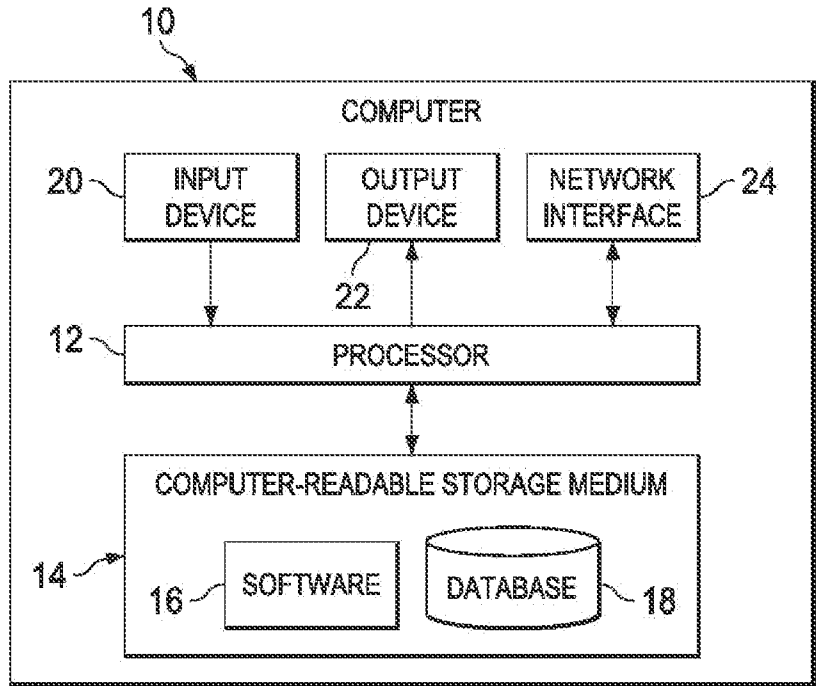 10
COMPUTER
20
INPUT
DEVICE
OUTPUT
DEVICE
NETWORK
INTERFACE
24
22
12
PROCESSOR
COMPUTER-READABLE STORAGE MEDIUM
14
16
SOFTWARE
DATABASE
18